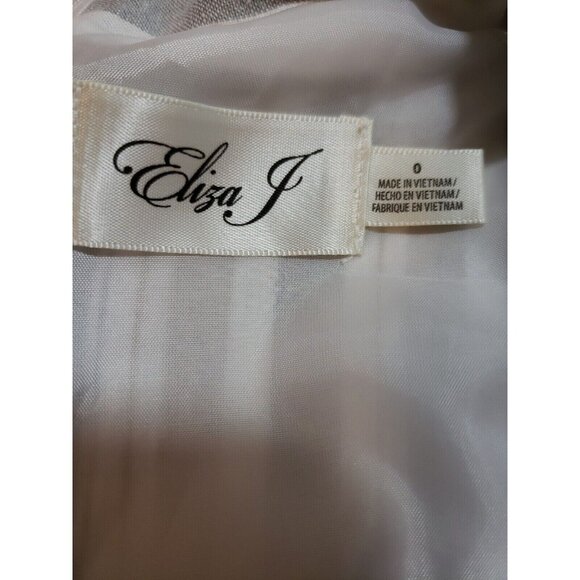 Eliza J
0
MADE IN VIETNAM/
HECHO EN VIETNAM/
FABRIQUE EN VIETNAM